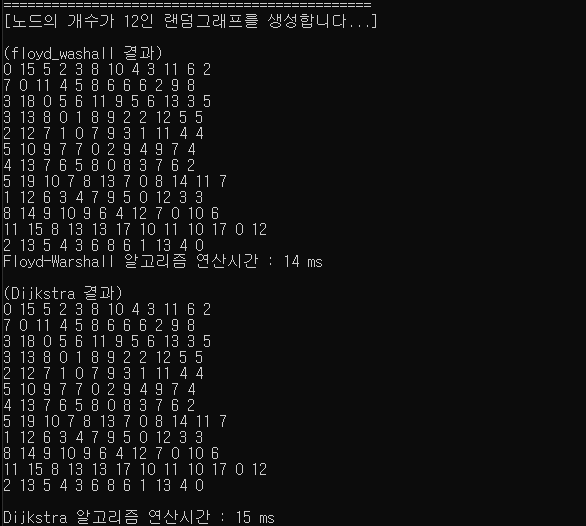 ==============================================
[노드의 개수가 12인 랜덤그래프를 생성합니다...]
(floyd_washall 결과)
0 15 5 2 3 8 10 4 3 11 6 2
7 0 11 4 5 8 6 6 6 2 9 8
3 18 0 5 6 11 9 5 6 13 3 5
3 13 8 0 1 8 9 2 2 12 5 5
2 12 7 1 0 7 9 3 1 11 4 4
5 10 9 7 7 0 2 9 4 9 7 4
4 13 7 6 5 8 0 8 3 7 6 2
5 19 10 7 8 13 7 0 8 14 11 7
1 12 6 3 4 7 9 5 0 12 3 3
8 14 9 10 9 6 4 12 7 0 10 6
11 15 8 13 13 17 10 11 10 17 0 12
2 13 5 4 3 6 8 6 1 13 4 0
Floyd-Warshall 알고리즘 연산시간 : 14 ms
(Dijkstra 결과)
0 15 5 2 3 8 10 4 3 11 6 2
7 0 11 4 5 8 6 6 6 2 9 8
3 18 0 5 6 11 9 5 6 13 3 5
3 13 8 0 1 8 9 2 2 12 5 5
2 12 7 1 0 7 9 3 1 11 4 4
5 10 9 7 7 0 2 9 4 9 7 4
4 13 7 6 5 8 0 8 3 7 6 2
5 19 10 7 8 13 7 0 8 14 11 7
1 12 6 3 4 7 9 5 0 12 3 3
8 14 9 10 9 6 4 12 7 0 10 6
11 15 8 13 13 17 10 11 10 17 0 12
2 13 5 4 3 6 8 6 1 13 4 0
Dijkstra 알고리즘 연산시간 : 15 ms